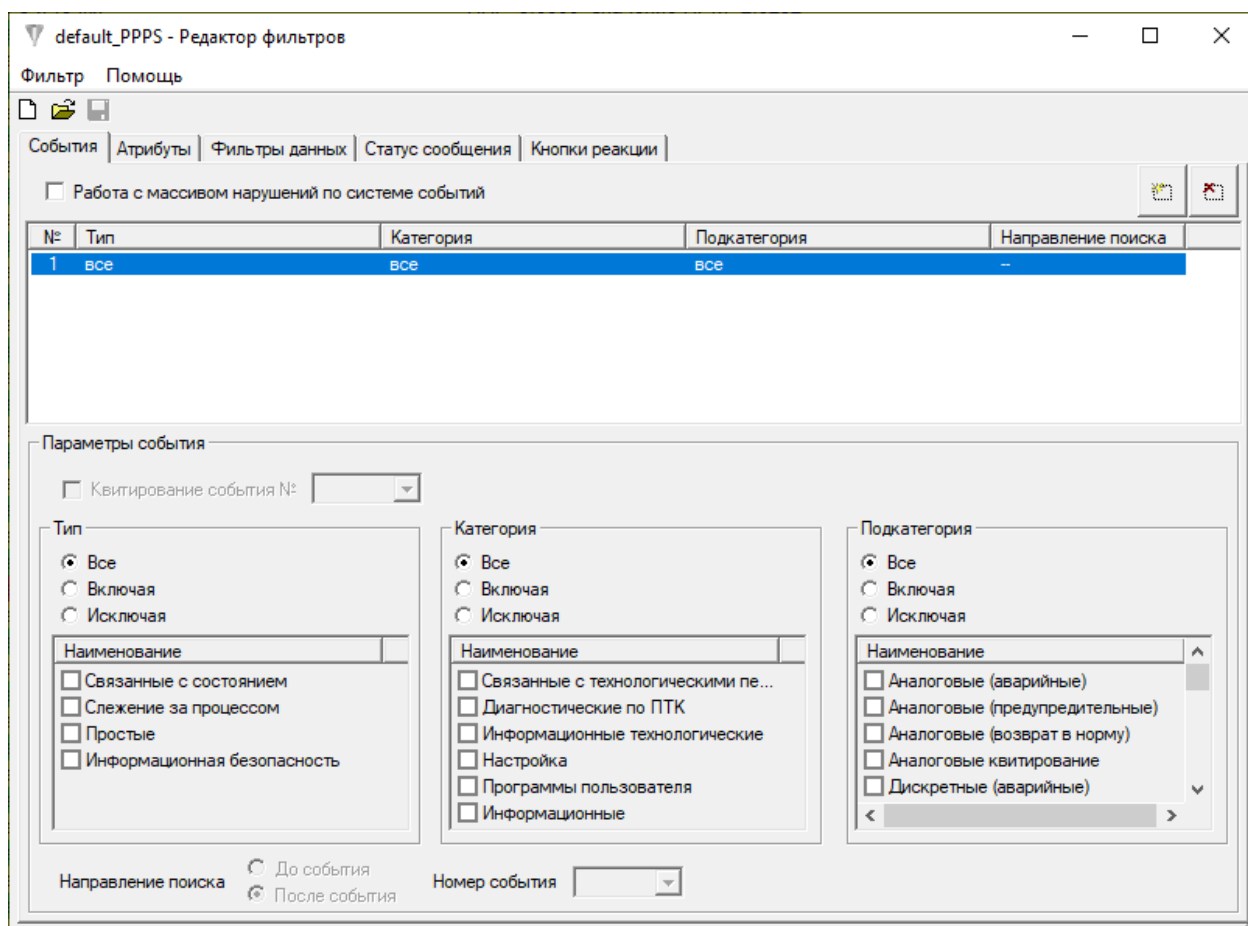 default_PPPS - Редактор фильтров
Фильтр Помощь
События Атрибуты Фильтры данных Статус сообщения Кнопки реакции
Работа с массивом нарушений по системе событий
№ Тип Категория Подкатегория Направление поиска
1 все все все --
Параметры события
Квитирование события №
Тип Категория Подкатегория
Все Все Все
Включая Включая Включая
Исключая Исключая Исключая
Наименование Наименование Наименование
Связанные с состоянием Связанные с технологическими пе... Аналоговые (аварийные)
Слежение за процессом Диагностические по ПТК Аналоговые (предупредительные)
Простые Информационные технологические Аналоговые (возврат в норму)
Информационная безопасность Настройка Аналоговые квитирование
Программы пользователя Дискретные (аварийные)
Информационные
До события
Направление поиска Номер события
После события